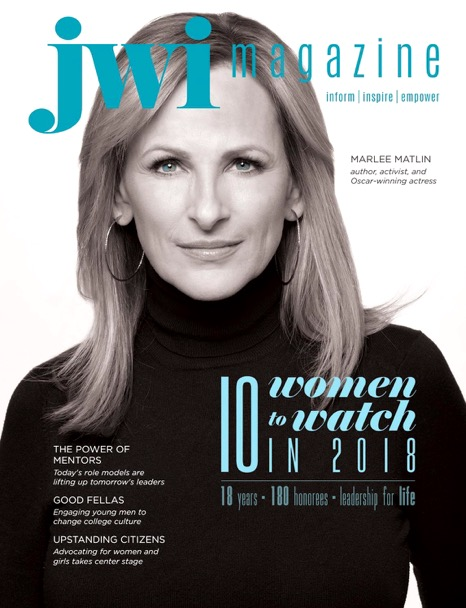 jwi magazine
inform | inspire | empower
MARLEE MATLIN
author, activist, and
Oscar-winning actress
10 women
to watch
IN 2018
18 years • 180 honorees • leadership for life
THE POWER OF
MENTORS
Today's role models are
lifting up tomorrow's leaders
GOOD FELLAS
Engaging young men to
change college culture
UPSTANDING CITIZENS
Advocating for women and
girls takes center stage